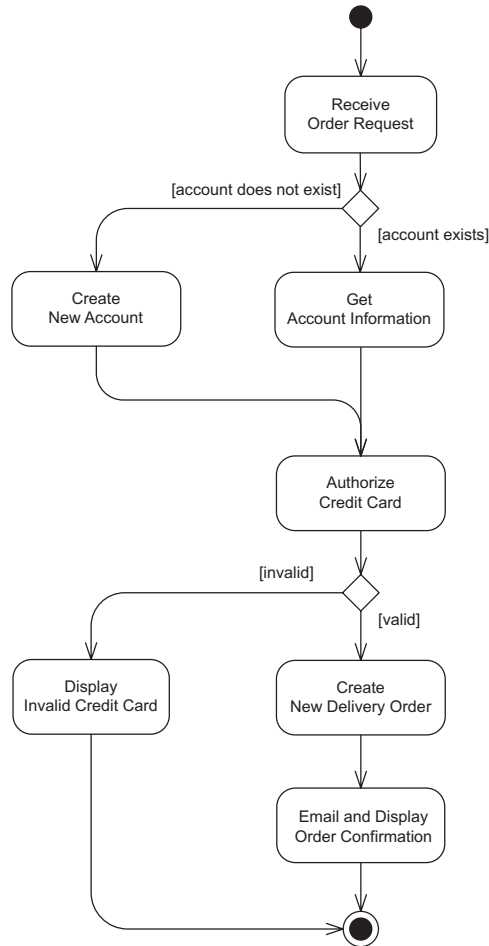 Receive
Order Request
[account does not exist]
[account exists]
Create
New Account
Get
Account Information
Authorize
Credit Card
[invalid]
[valid]
Display
Invalid Credit Card
Create
New Delivery Order
Email and Display
Order Confirmation